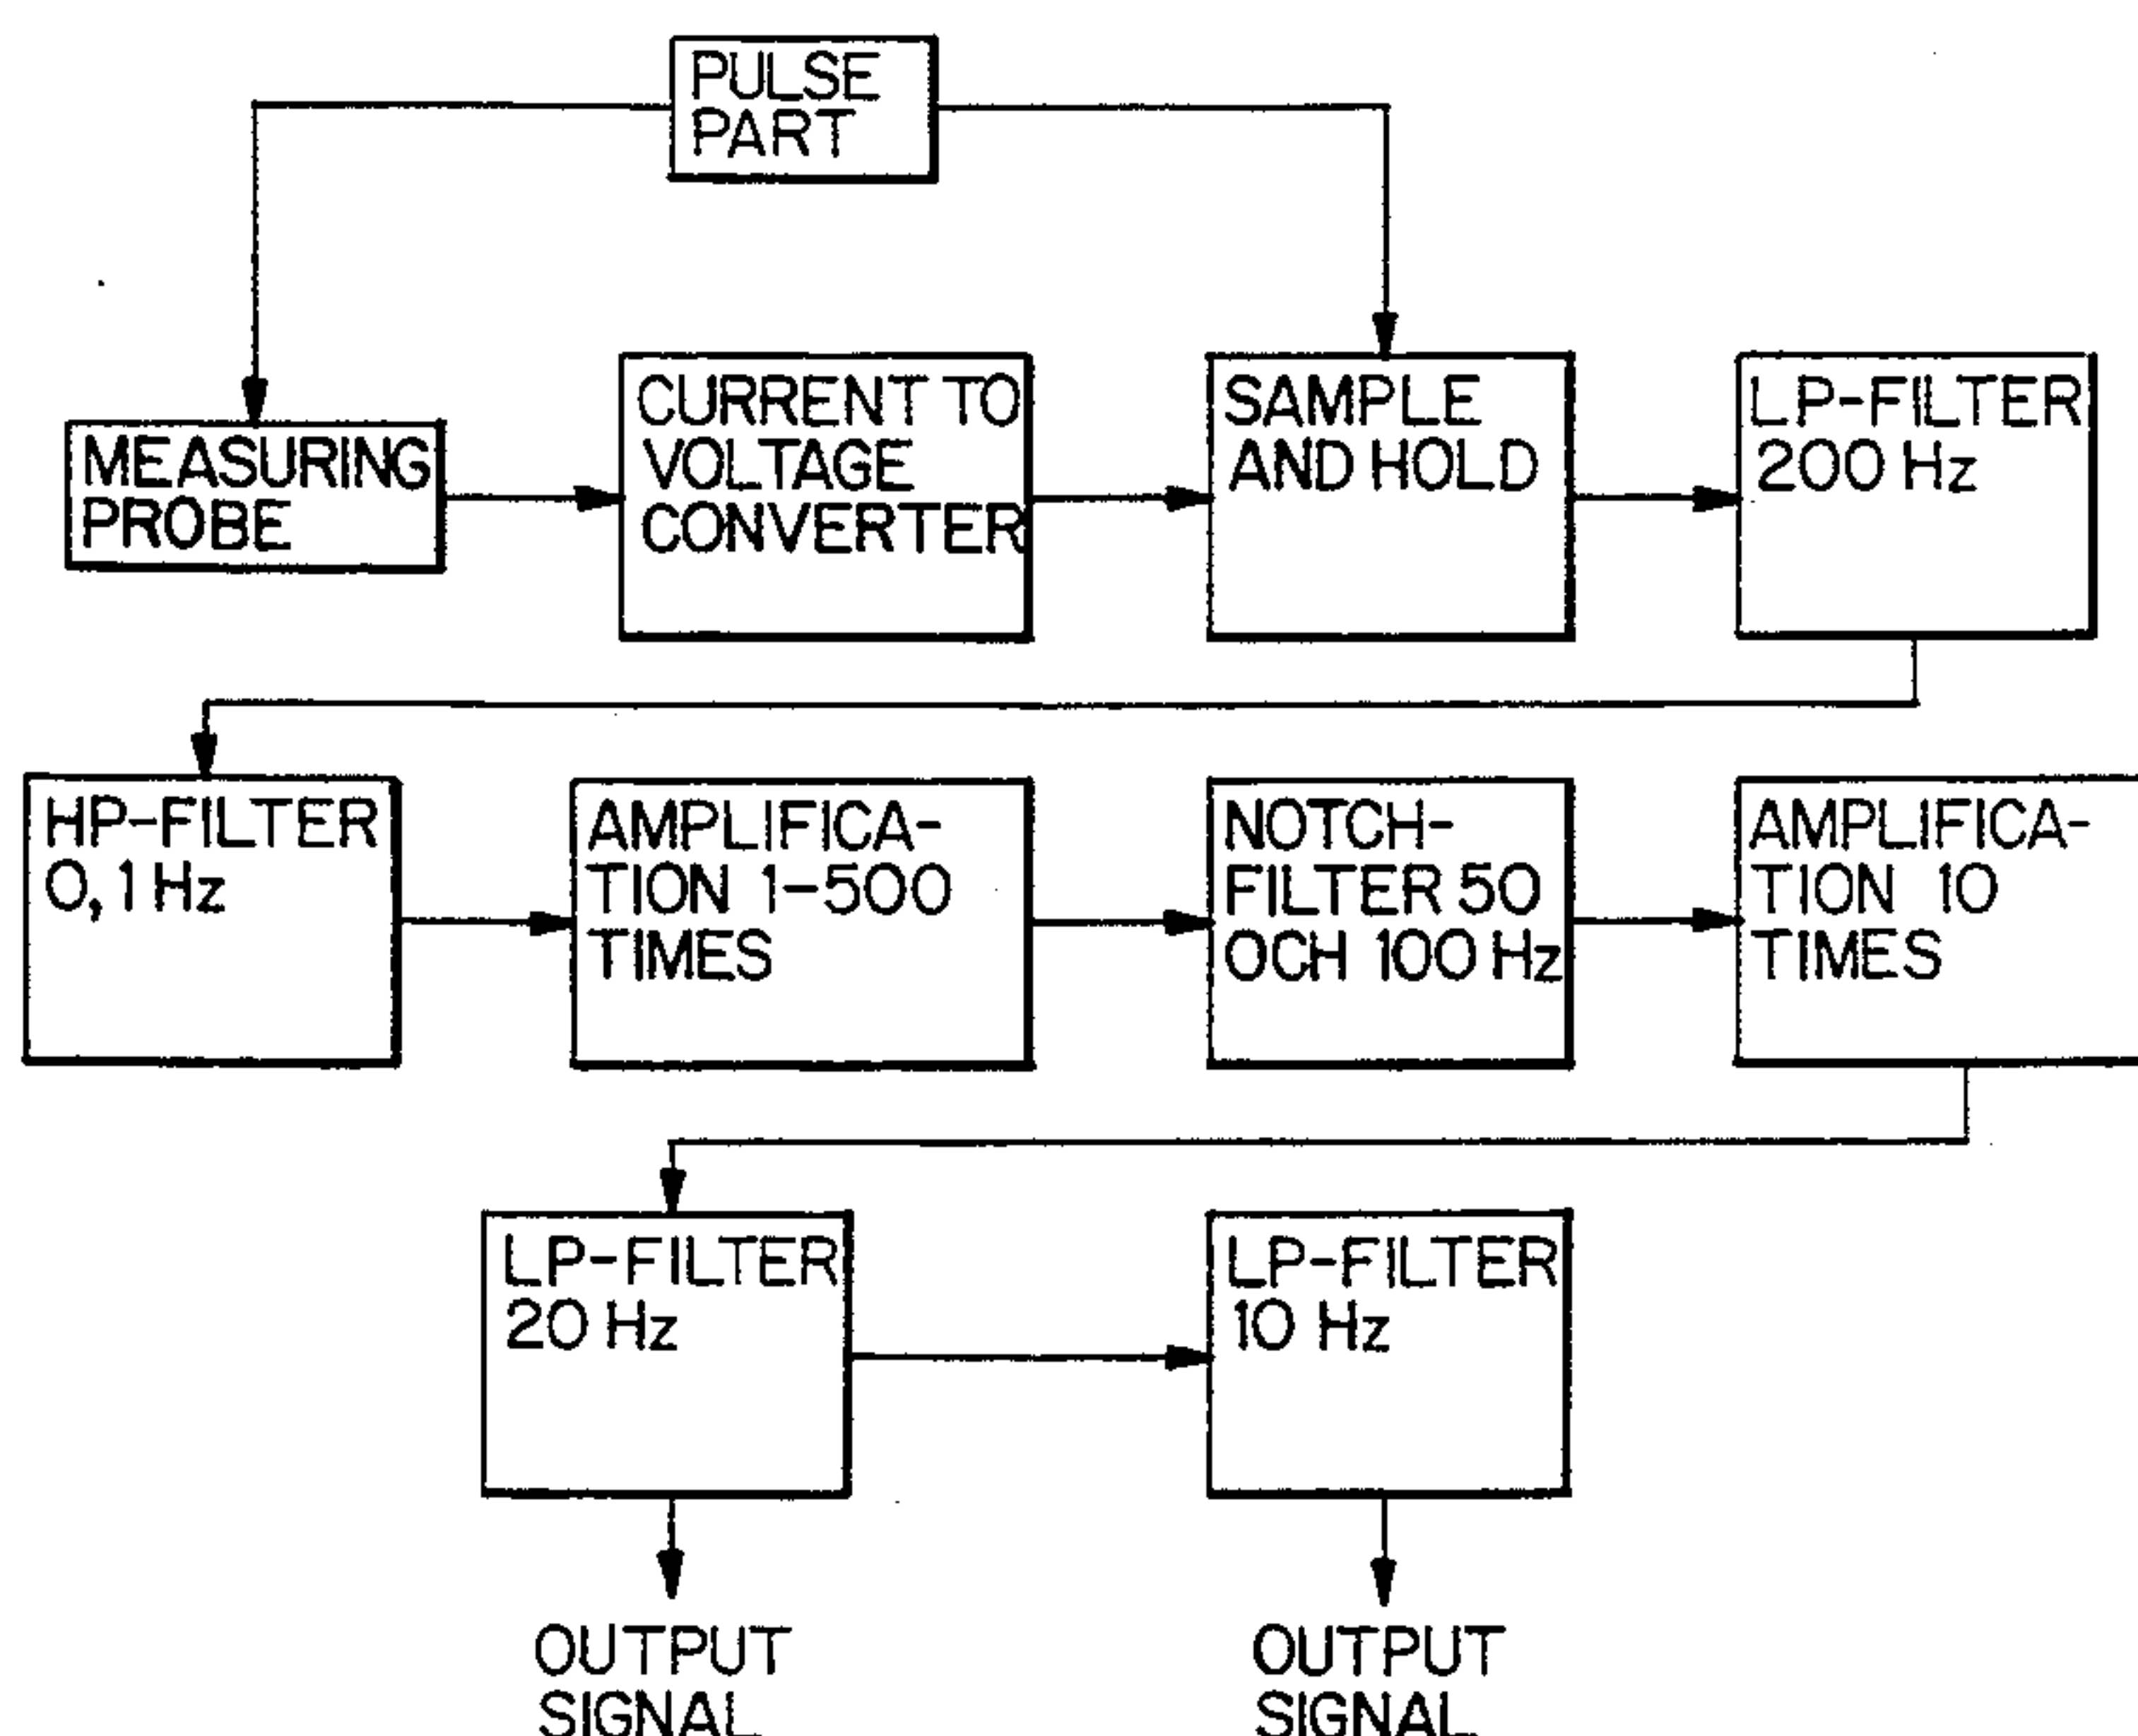 PULSE
PART
MEASURING
PROBE
CURRENT TO
VOLTAGE
CONVERTER
SAMPLE
AND HOLD
LP-FILTER
200 Hz
HP-FILTER
0,1 Hz
AMPLIFICA-
TION 1-500
TIMES
NOTCH-
FILTER 50
OCH 100 Hz
AMPLIFICA-
TION 10
TIMES
LP-FILTER
20 Hz
LP-FILTER
10 Hz
OUTPUT
SIGNAL
OUTPUT
SIGNAL